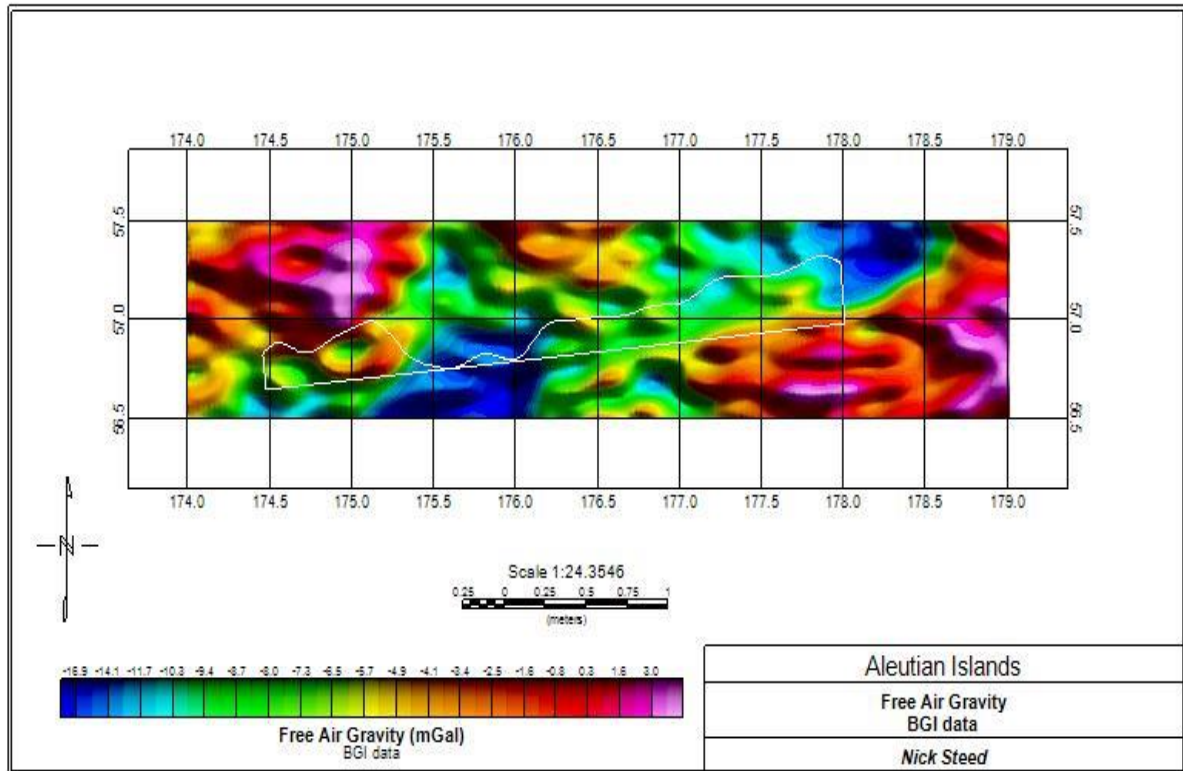 174.0 174.5 175.0 175.5 176.0 176.5 177.0 177.5 178.0 178.5 179.0
57.5 57.5
57.0 57.0
56.5 56.5
174.0 174.5 175.0 175.5 176.0 176.5 177.0 177.5 178.0 178.5 179.0
N
Scale 1:24.3546
0.25 0 0.25 0.5 0.75 1
(meters)
-16.9 -14.1 -11.7 -10.3 -9.4 -8.7 -8.0 -7.3 -6.5 -5.7 -4.9 -4.1 -3.4 -2.5 -1.6 -0.8 0.3 1.6 3.0
Free Air Gravity (mGal)
BGI data
Aleutian Islands
Free Air Gravity
BGI data
Nick Steed